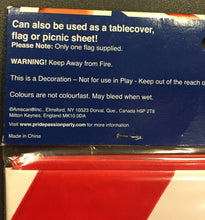 Can also be used as a tablecover,
flag or picnic sheet!
Please Note: Only one flag supplied.
WARNING! Keep Away from Fire.
This is a Decoration - Not for use in Play - Keep out of the reach of
Colours are not colourfast. May bleed when wet.
©Amscan®Inc., Elmsford, NY 10523 Dorval, Que., Canada H9P 2T8
Milton Keynes, England MK10 0DA
Visit www.pridepassionparty.com
Made in China